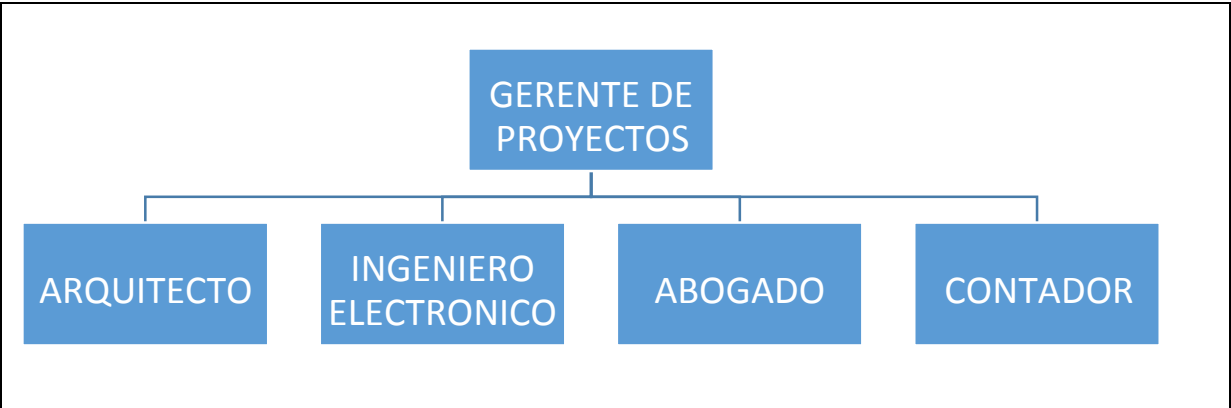 GERENTE DE
PROYECTOS
ARQUITECTO
INGENIERO
ELECTRONICO
ABOGADO
CONTADOR